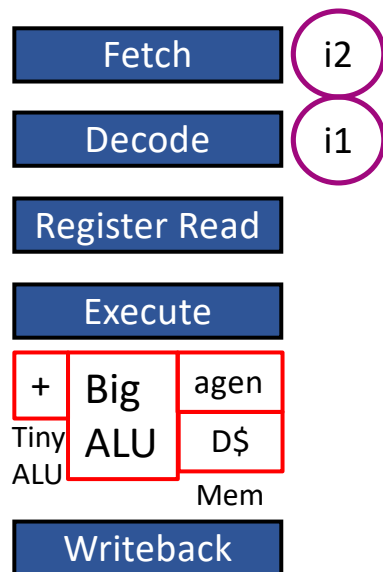 Fetch i2
Decode i1
Register Read
Execute
+ Big agen
Tiny ALU D$
ALU
Mem
Writeback